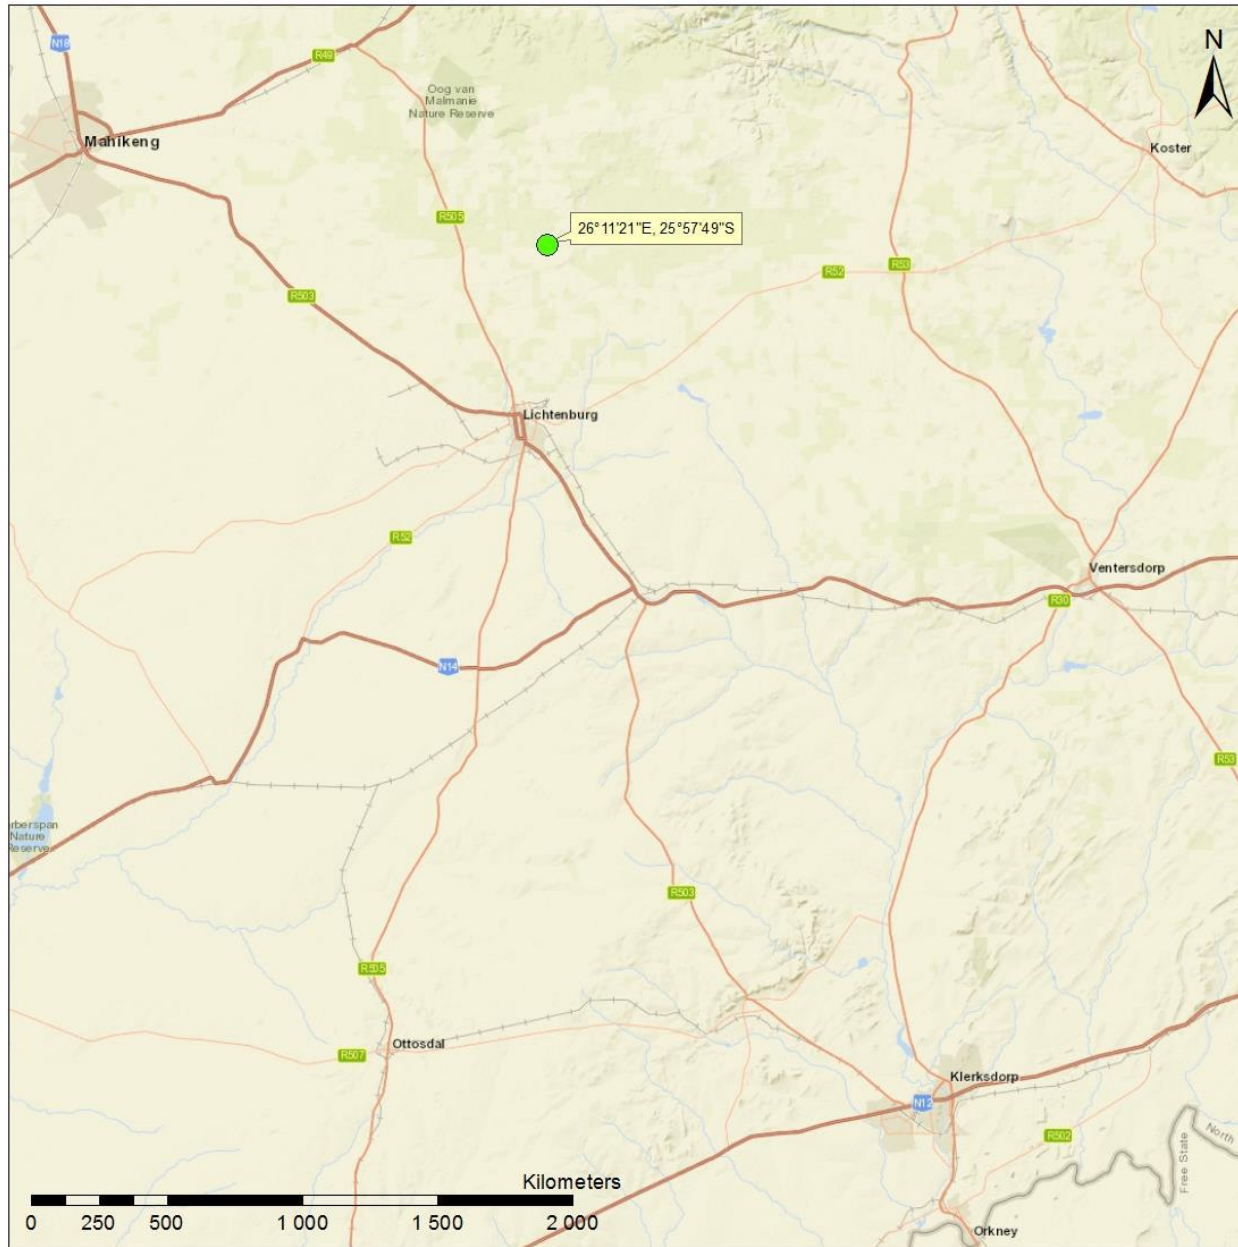 N
N18
R49
Oog van
Malmanie
Nature Reserve
Mahikeng
Koster
R505
26°11'21"E, 25°57'49"S
R52
R53
R503
Lichtenburg
R52
Ventersdorp
R30
N14
R53
rberspan
Nature
Reserve
R503
R505
Ottosdal
R507
Klerksdorp
N12
R502
North
Free State
Kilometers
0 250 500 1 000 1 500 2 000
Orkney